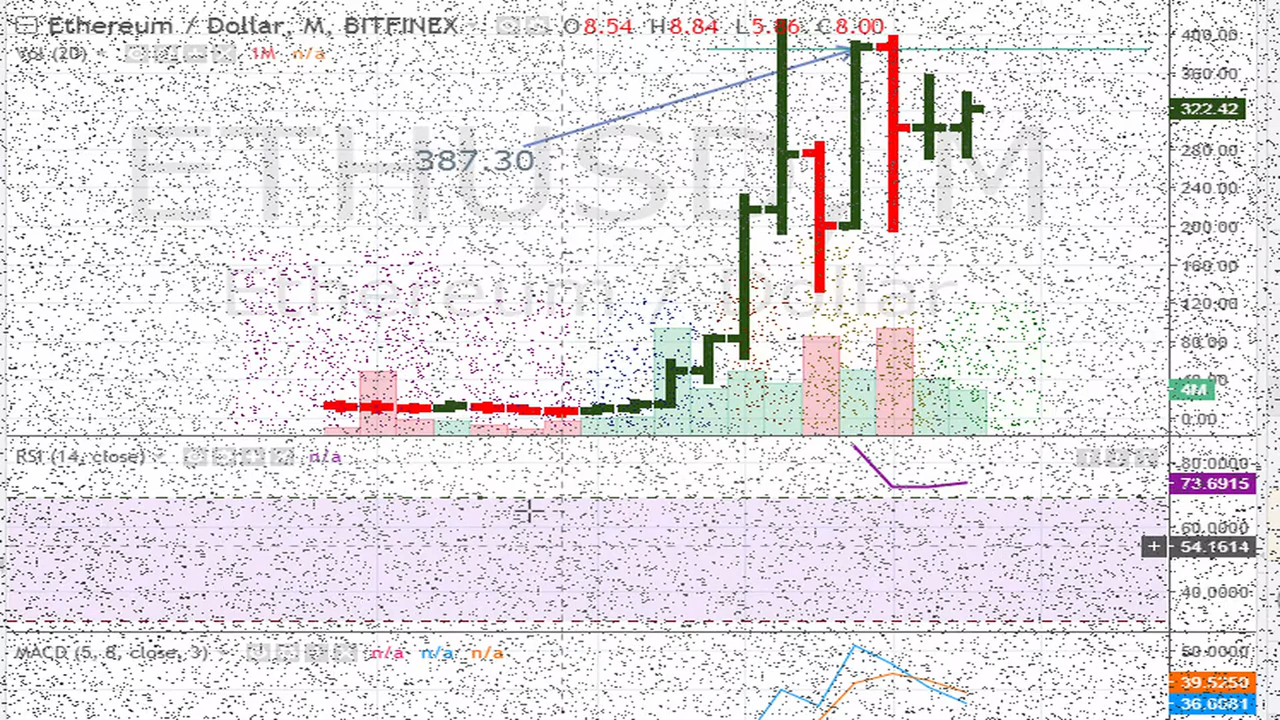 Ethereum / Dollar, M, BITFINEX O8.54 H8.84 L5.86 C8.00
Vol (20) 1M n/a
400.00
360.00
322.42
280.00
240.00
200.00
160.00
120.00
80.00
4M
0.00
387.30
ETHUSD, M
Ethereum / Dollar
RSI (14, close) n/a
80.0000
73.6915
60.0000
54.1614
40.0000
MACD (5, 8, close, 3) n/a n/a n/a
50.0000
39.5250